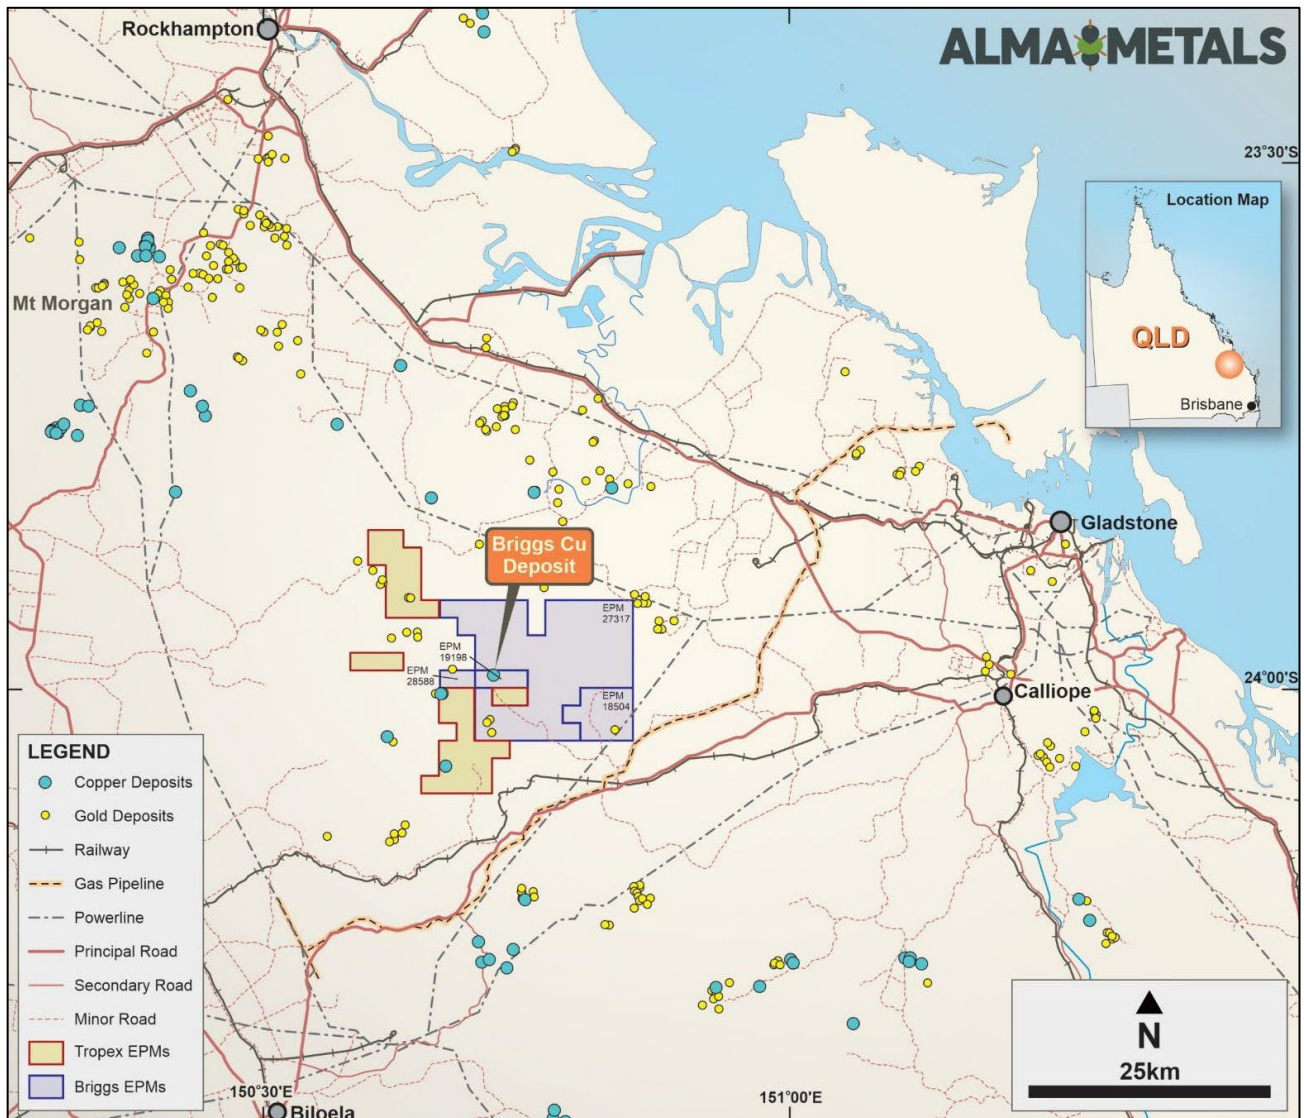 Rockhampton
ALMA METALS
23°30'S
Location Map
QLD
Brisbane
Mt Morgan
Gladstone
Briggs Cu
Deposit
EPM
27317
EPM
19198
EPM
28588
EPM
18504
24°00'S
Calliope
LEGEND
Copper Deposits
Gold Deposits
Railway
Gas Pipeline
Powerline
Principal Road
Secondary Road
Minor Road
Tropex EPMs
Briggs EPMs
N
25km
150°30'E
151°00'E
Biloela